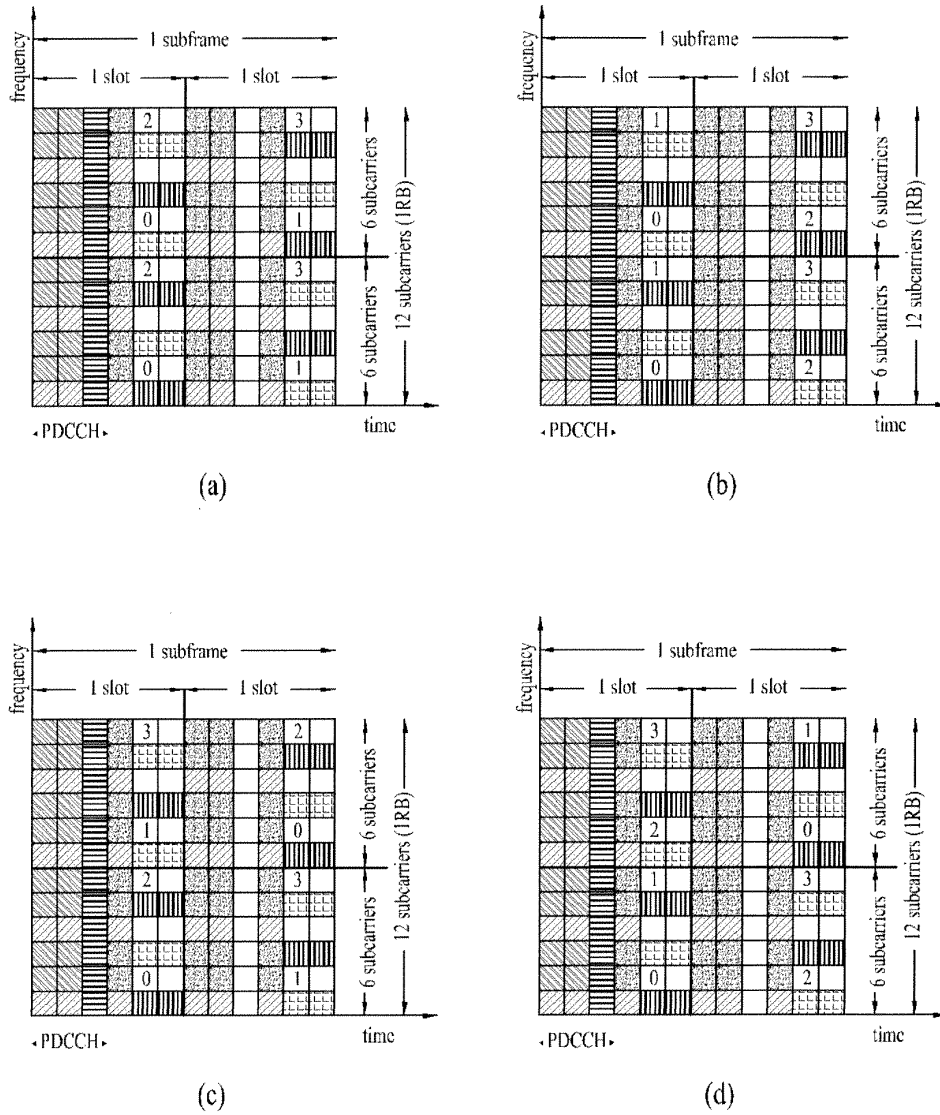 frequency
1 subframe
1 slot 1 slot
2 3
0 1
2 3
0 1
6 subcarriers
6 subcarriers
12 subcarriers (1RB)
PDCCH
time
(a)
frequency
1 subframe
1 slot 1 slot
1 3
0 2
1 3
0 2
6 subcarriers
6 subcarriers
12 subcarriers (1RB)
PDCCH
time
(b)
frequency
1 subframe
1 slot 1 slot
3 2
1 0
2 3
0 1
6 subcarriers
6 subcarriers
12 subcarriers (1RB)
PDCCH
time
(c)
frequency
1 subframe
1 slot 1 slot
3 1
2 0
1 3
0 2
6 subcarriers
6 subcarriers
12 subcarriers (1RB)
PDCCH
time
(d)